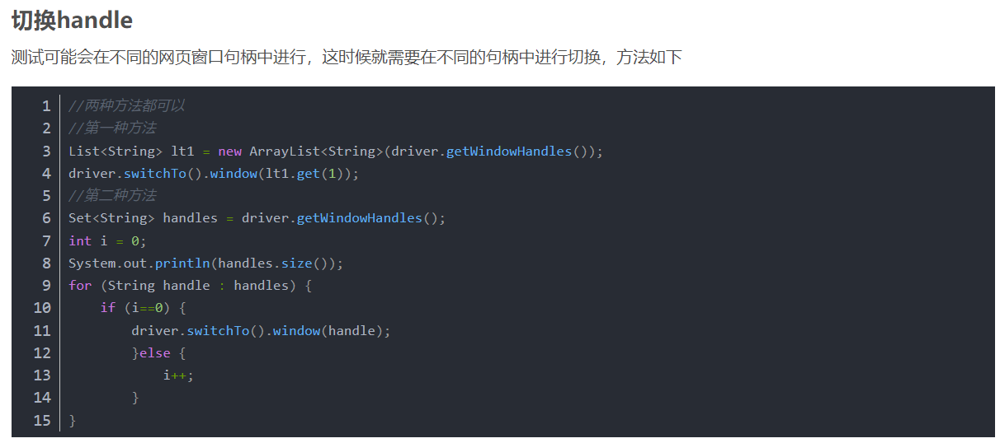 切换handle
测试可能会在不同的网页窗口句柄中进行，这时候就需要在不同的句柄中进行切换，方法如下
1 //两种方法都可以
2 //第一种方法
3 List<String> lt1 = new ArrayList<String>(driver.getWindowHandles());
4 driver.switchTo().window(lt1.get(1));
5 //第二种方法
6 Set<String> handles = driver.getWindowHandles();
7 int i = 0;
8 System.out.println(handles.size());
9 for (String handle : handles) {
10     if (i==0) {
11         driver.switchTo().window(handle);
12         }else {
13             i++;
14         }
15 }